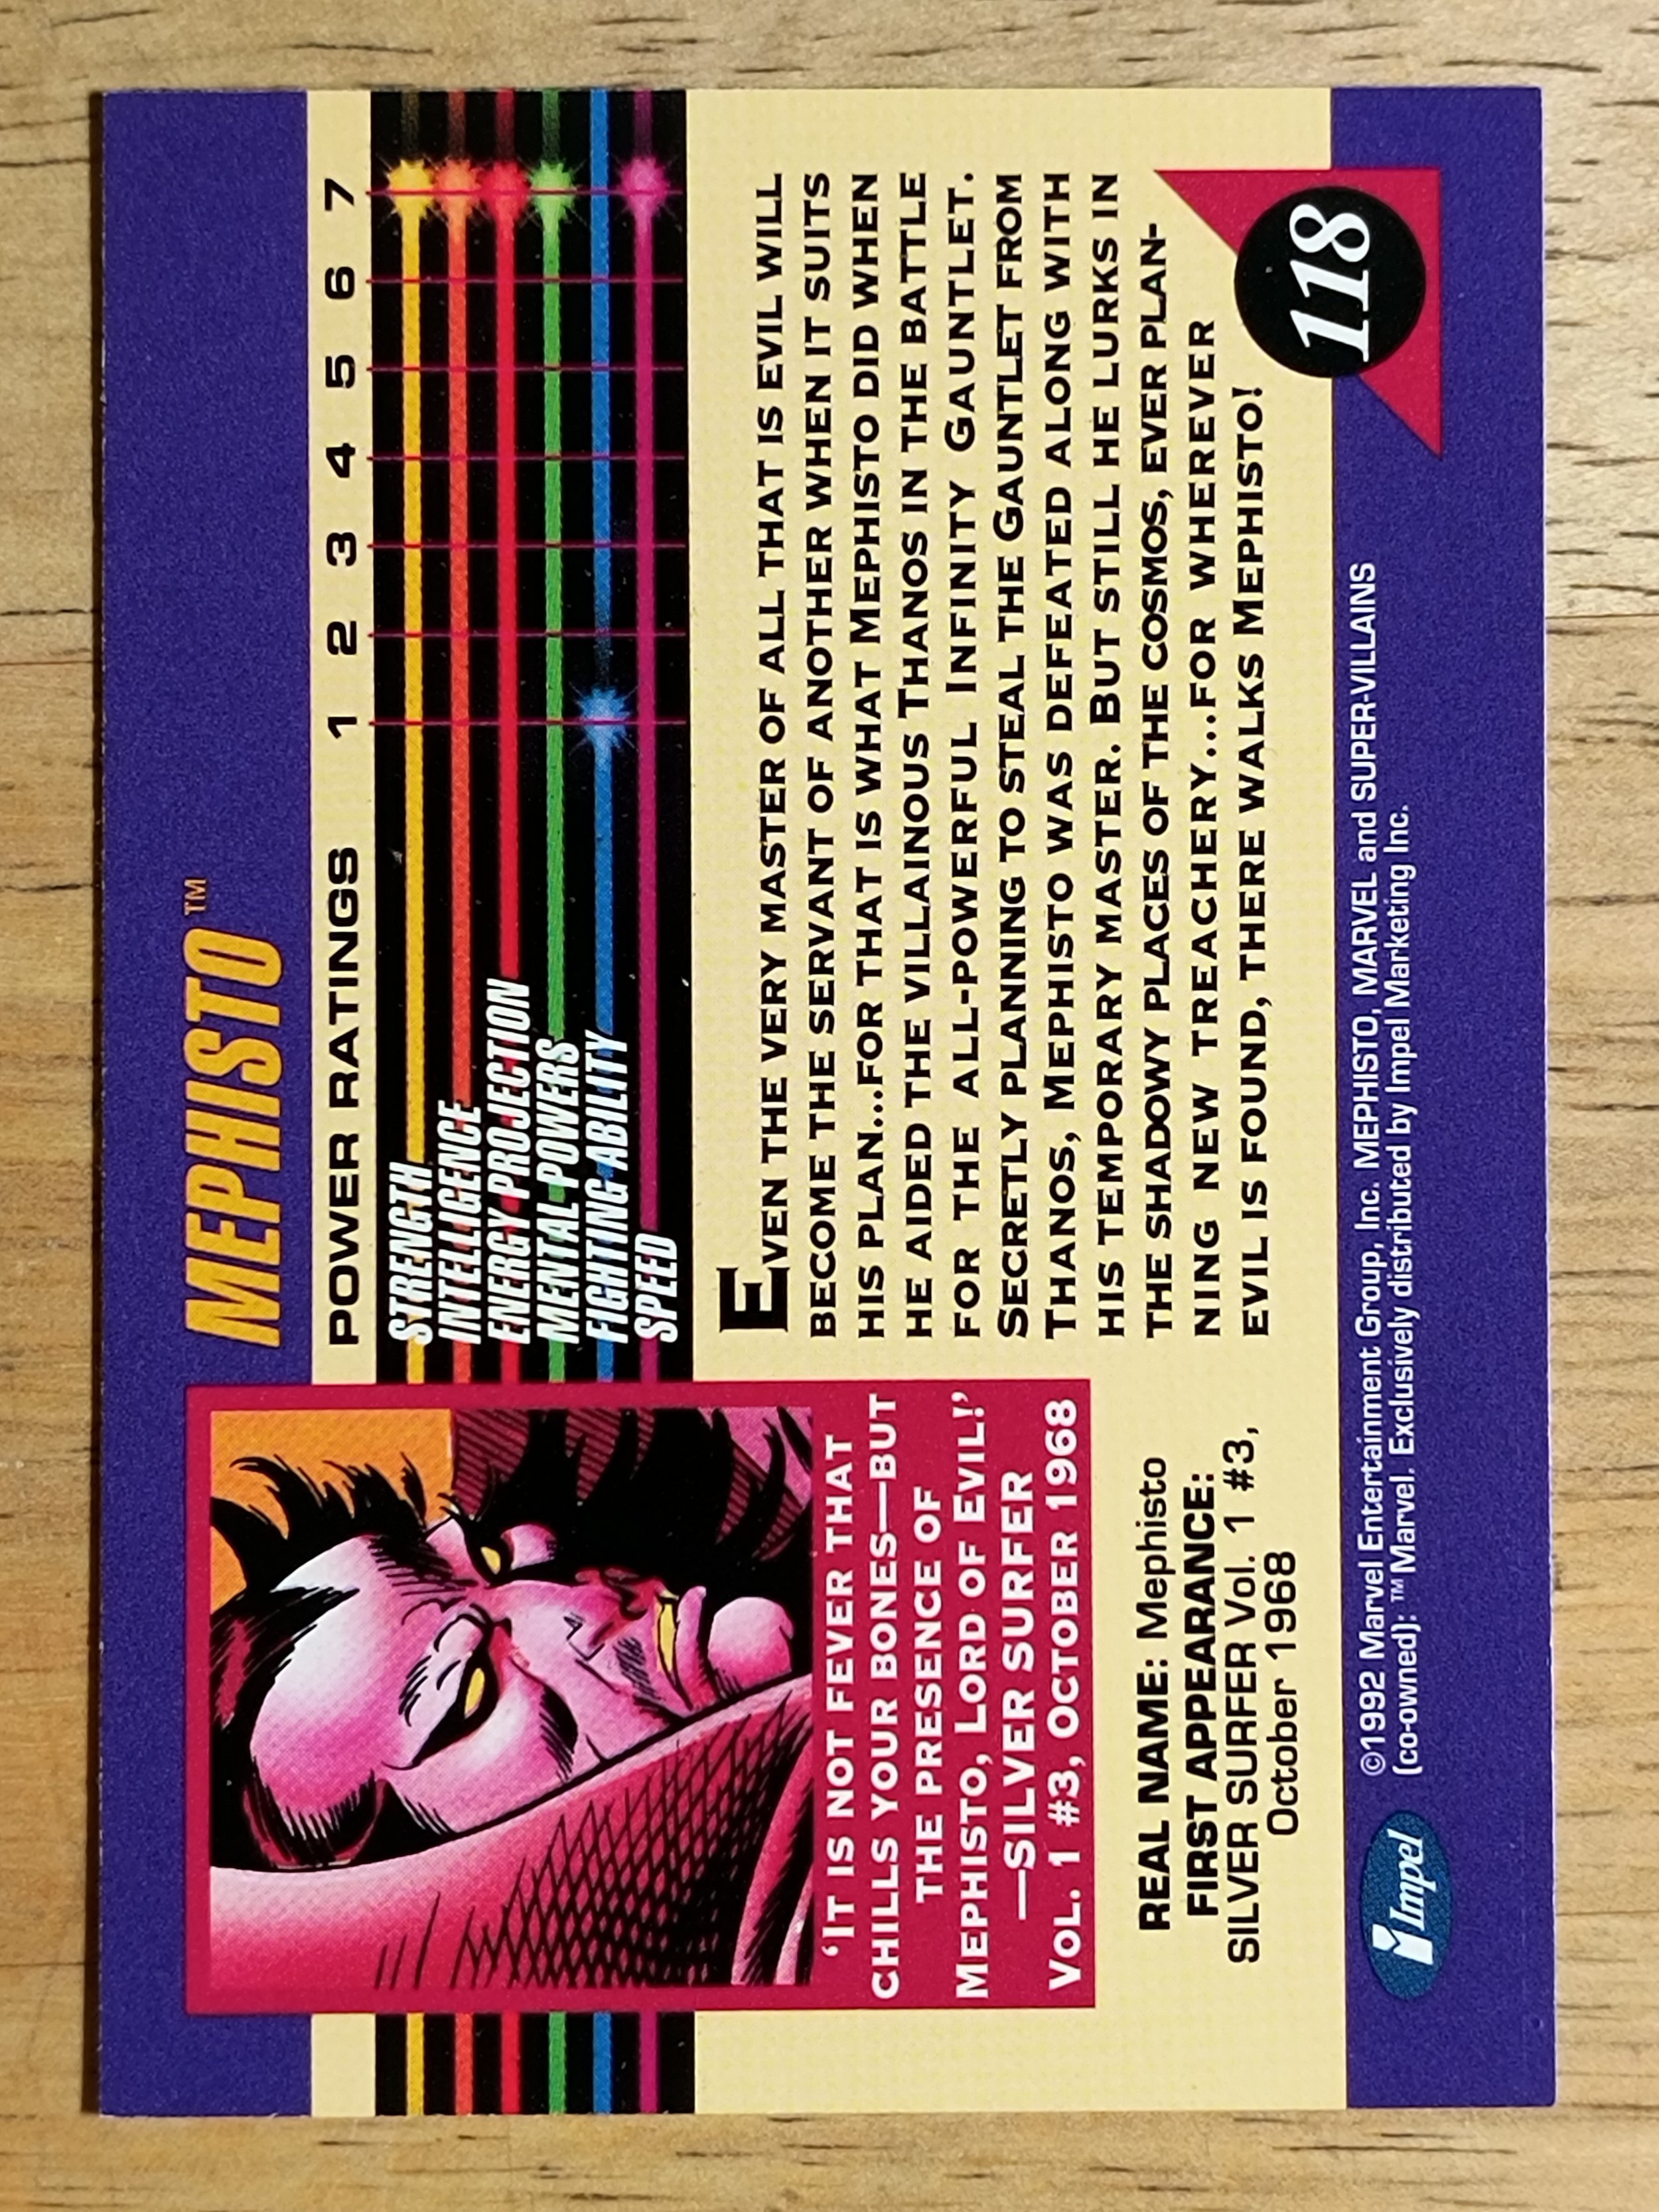 MEPHISTO™
POWER RATINGS 1 2 3 4 5 6 7
STRENGTH
INTELLIGENCE
ENERGY PROJECTION
MENTAL POWERS
FIGHTING ABILITY
SPEED
‘IT IS NOT FEVER THAT
CHILLS YOUR BONES—BUT
THE PRESENCE OF
MEPHISTO, LORD OF EVIL!’
—SILVER SURFER
VOL. 1 #3, OCTOBER 1968
REAL NAME: Mephisto
FIRST APPEARANCE:
SILVER SURFER Vol. 1 #3,
October 1968
EVEN THE VERY MASTER OF ALL THAT IS EVIL WILL
BECOME THE SERVANT OF ANOTHER WHEN IT SUITS
HIS PLAN...FOR THAT IS WHAT MEPHISTO DID WHEN
HE AIDED THE VILLAINOUS THANOS IN THE BATTLE
FOR THE ALL-POWERFUL INFINITY GAUNTLET.
SECRETLY PLANNING TO STEAL THE GAUNTLET FROM
THANOS, MEPHISTO WAS DEFEATED ALONG WITH
HIS TEMPORARY MASTER. BUT STILL HE LURKS IN
THE SHADOWY PLACES OF THE COSMOS, EVER PLAN-
NING NEW TREACHERY...FOR WHEREVER
EVIL IS FOUND, THERE WALKS MEPHISTO!
118
Impel
©1992 Marvel Entertainment Group, Inc. MEPHISTO, MARVEL and SUPER-VILLAINS
(co-owned): ™Marvel. Exclusively distributed by Impel Marketing Inc.